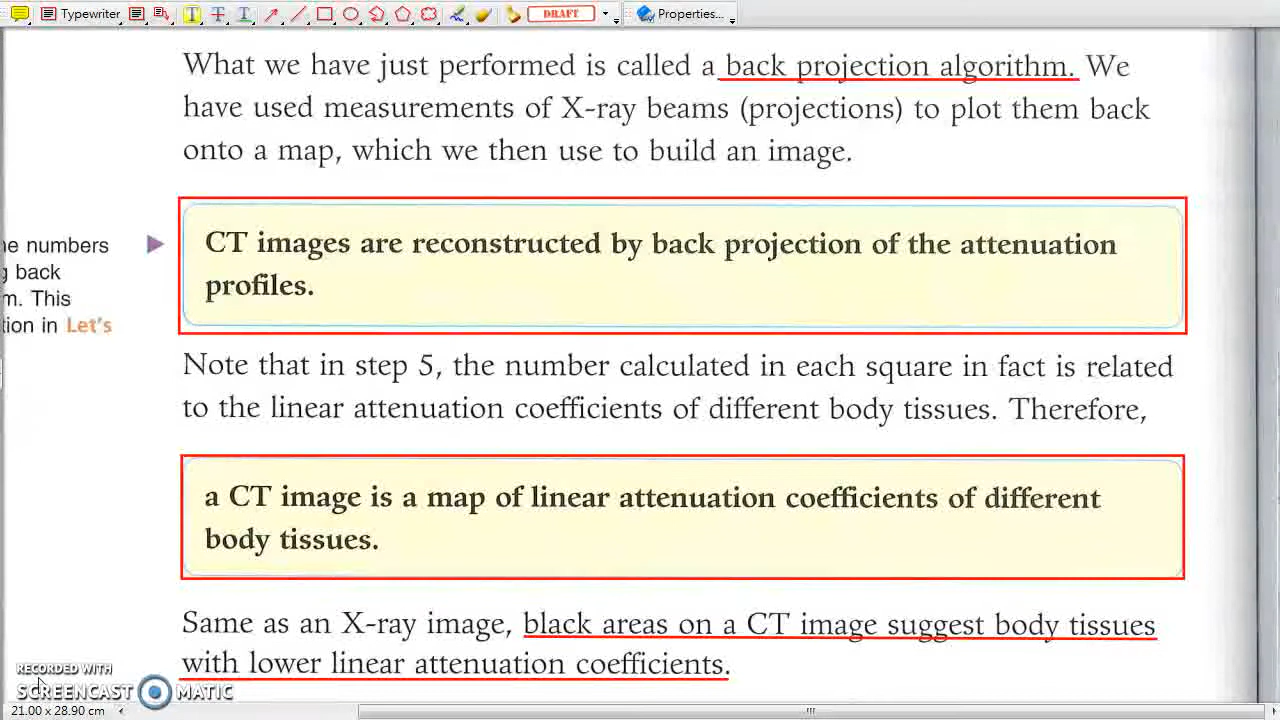 Typewriter
DRAFT
Properties...
What we have just performed is called a back projection algorithm. We
have used measurements of X-ray beams (projections) to plot them back
onto a map, which we then use to build an image.
numbers
back
CT images are reconstructed by back projection of the attenuation
profiles.
This
in Let's
Note that in step 5, the number calculated in each square in fact is related
to the linear attenuation coefficients of different body tissues. Therefore,
a CT image is a map of linear attenuation coefficients of different
body tissues.
Same as an X-ray image, black areas on a CT image suggest body tissues
with lower linear attenuation coefficients.
RECORDED WITH
SCREENCAST MATIC
21.00 x 28.90 cm